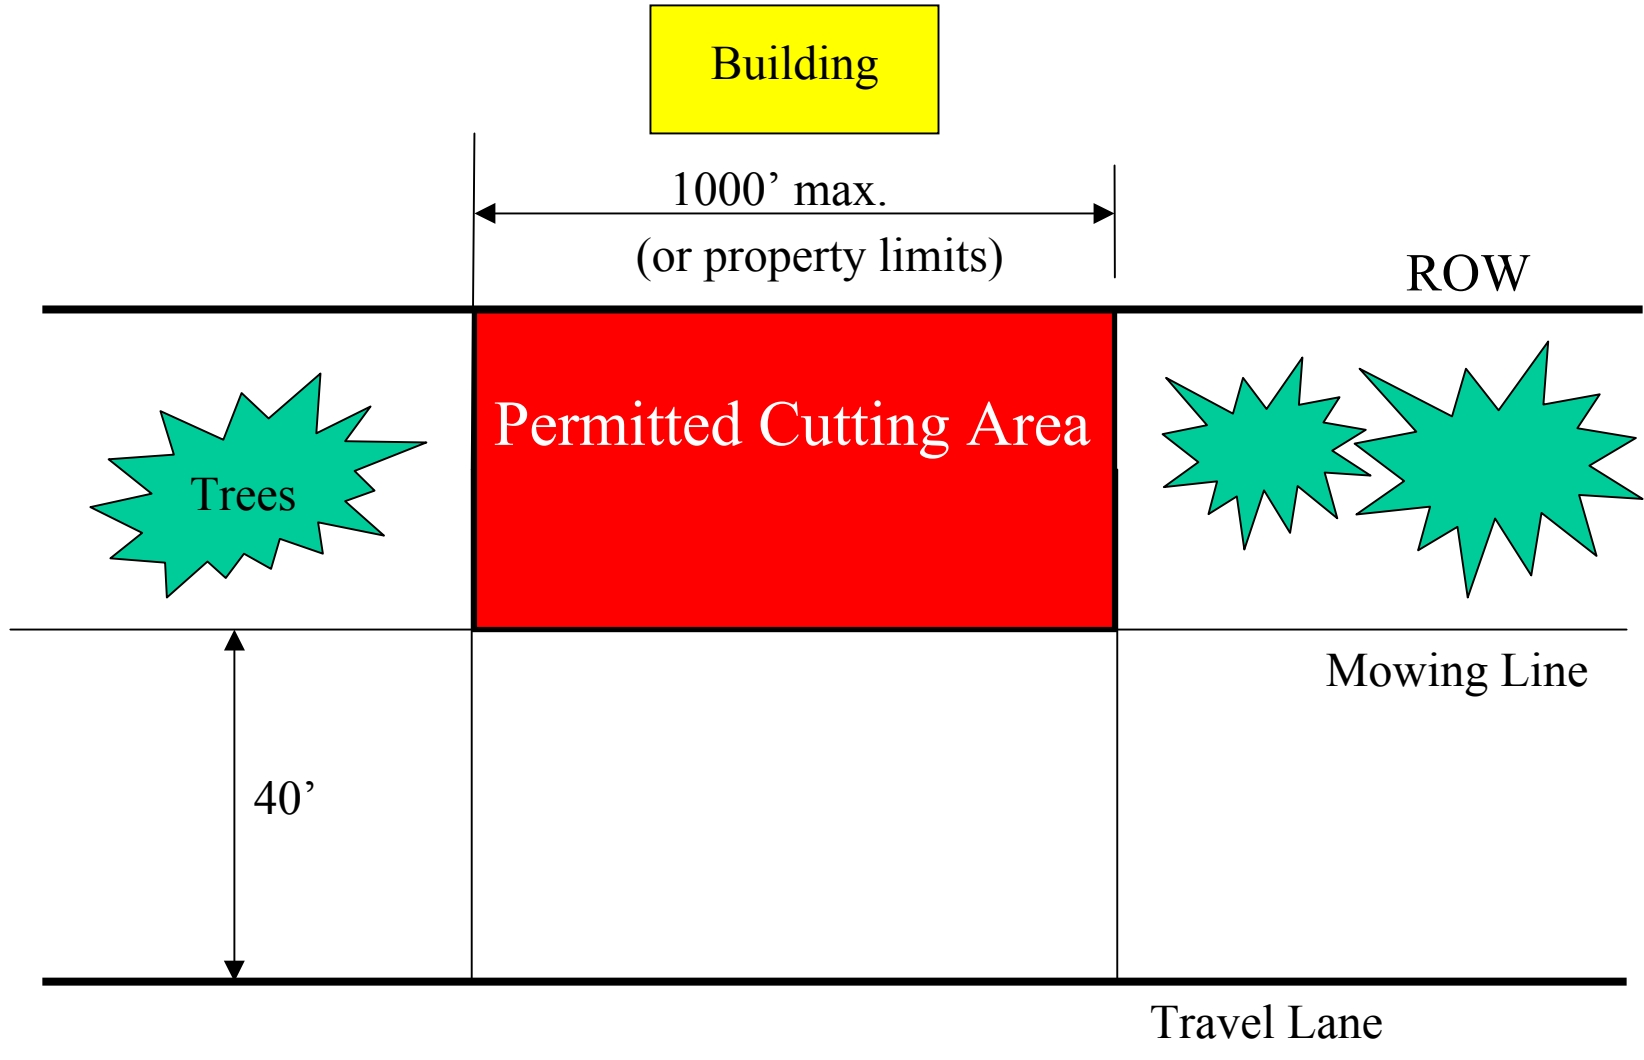 Building
1000’ max.
(or property limits)
ROW
Permitted Cutting Area
Trees
Mowing Line
40’
Travel Lane